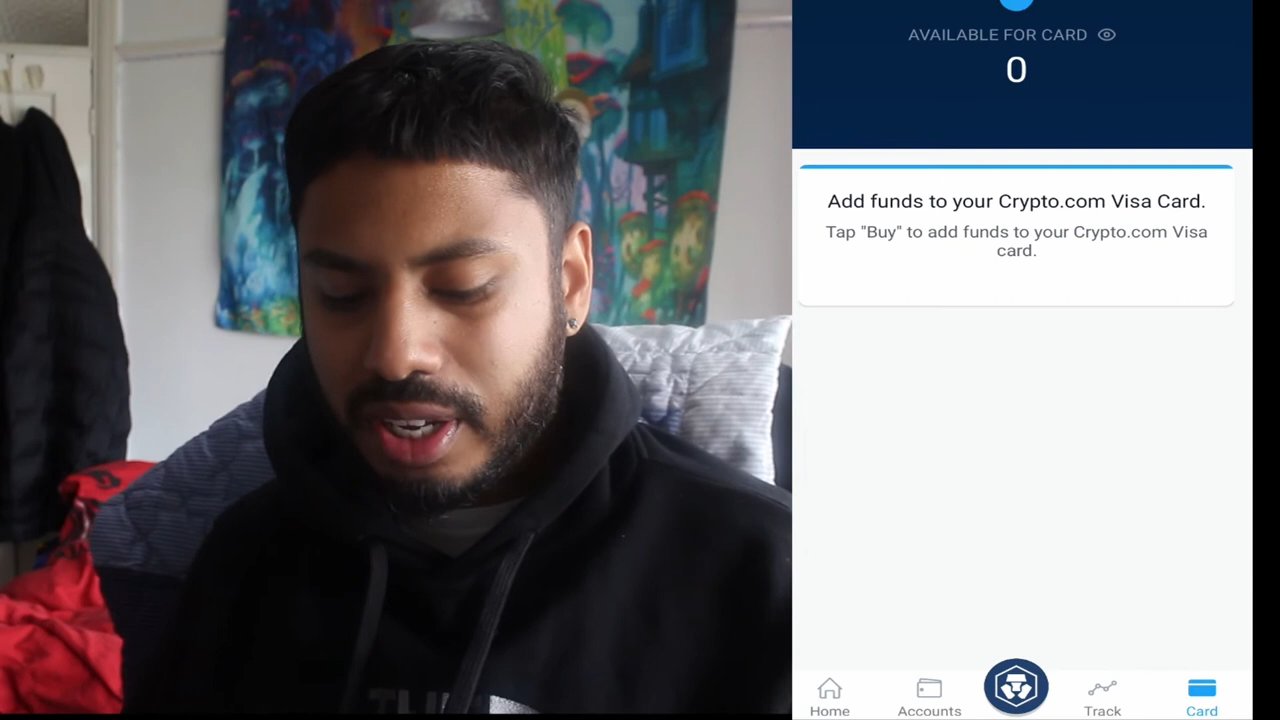 AVAILABLE FOR CARD
0
Add funds to your Crypto.com Visa Card.
Tap "Buy" to add funds to your Crypto.com Visa
card.
Home
Accounts
Track
Card